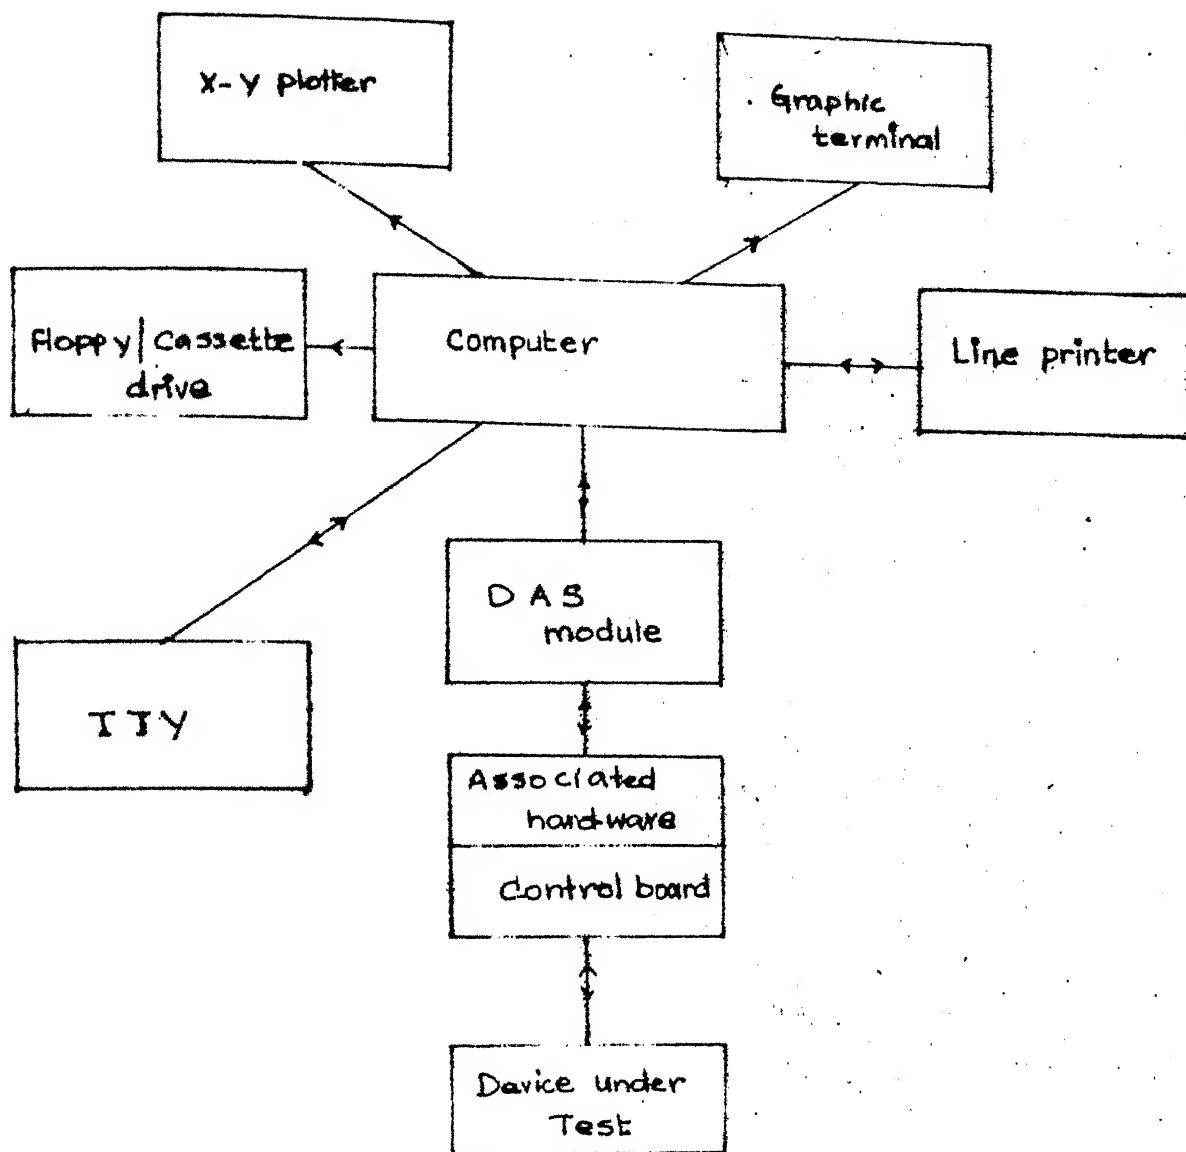 X-Y plotter
Graphic
terminal
Floppy/Cassette
drive
Computer
Line printer
DAS
module
TTY
Associated
hardware
Control board
Device under
Test